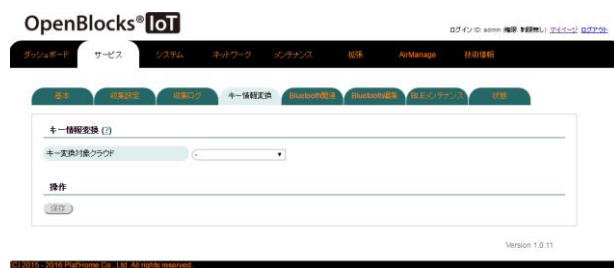 OpenBlocks® IoT
ログインID: admin (権限: 制限無し) マイページ ログアウト
ダッシュボード サービス システム ネットワーク メンテナンス 拡張 AirManage 技術情報
基本 収集設定 収集ログ キー情報変換 Bluetooth関連 Bluetooth編集 BLEメンテナンス 状態
キー情報変換 (?)
キー変換対象クラウド -
操作
保存
Version 1.0.11
(C) 2015 - 2016 Plat'Home Co., Ltd. All rights reserved.